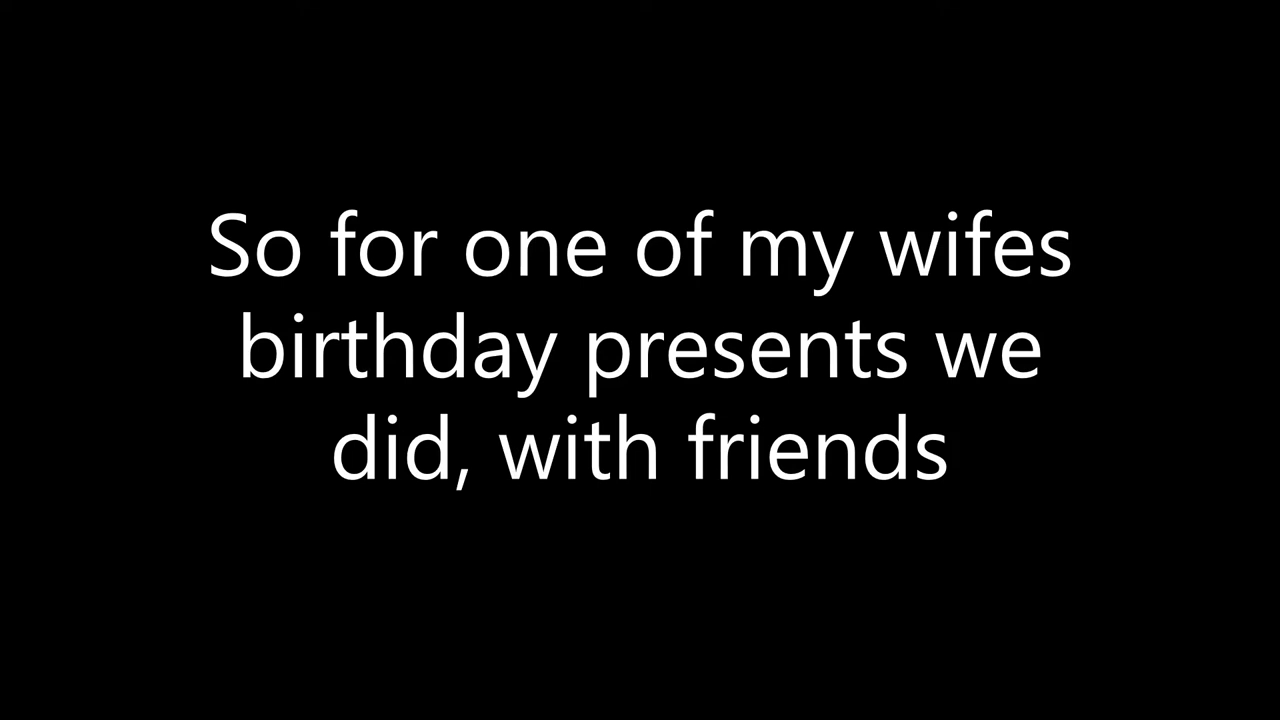 So for one of my wifes
birthday presents we
did, with friends